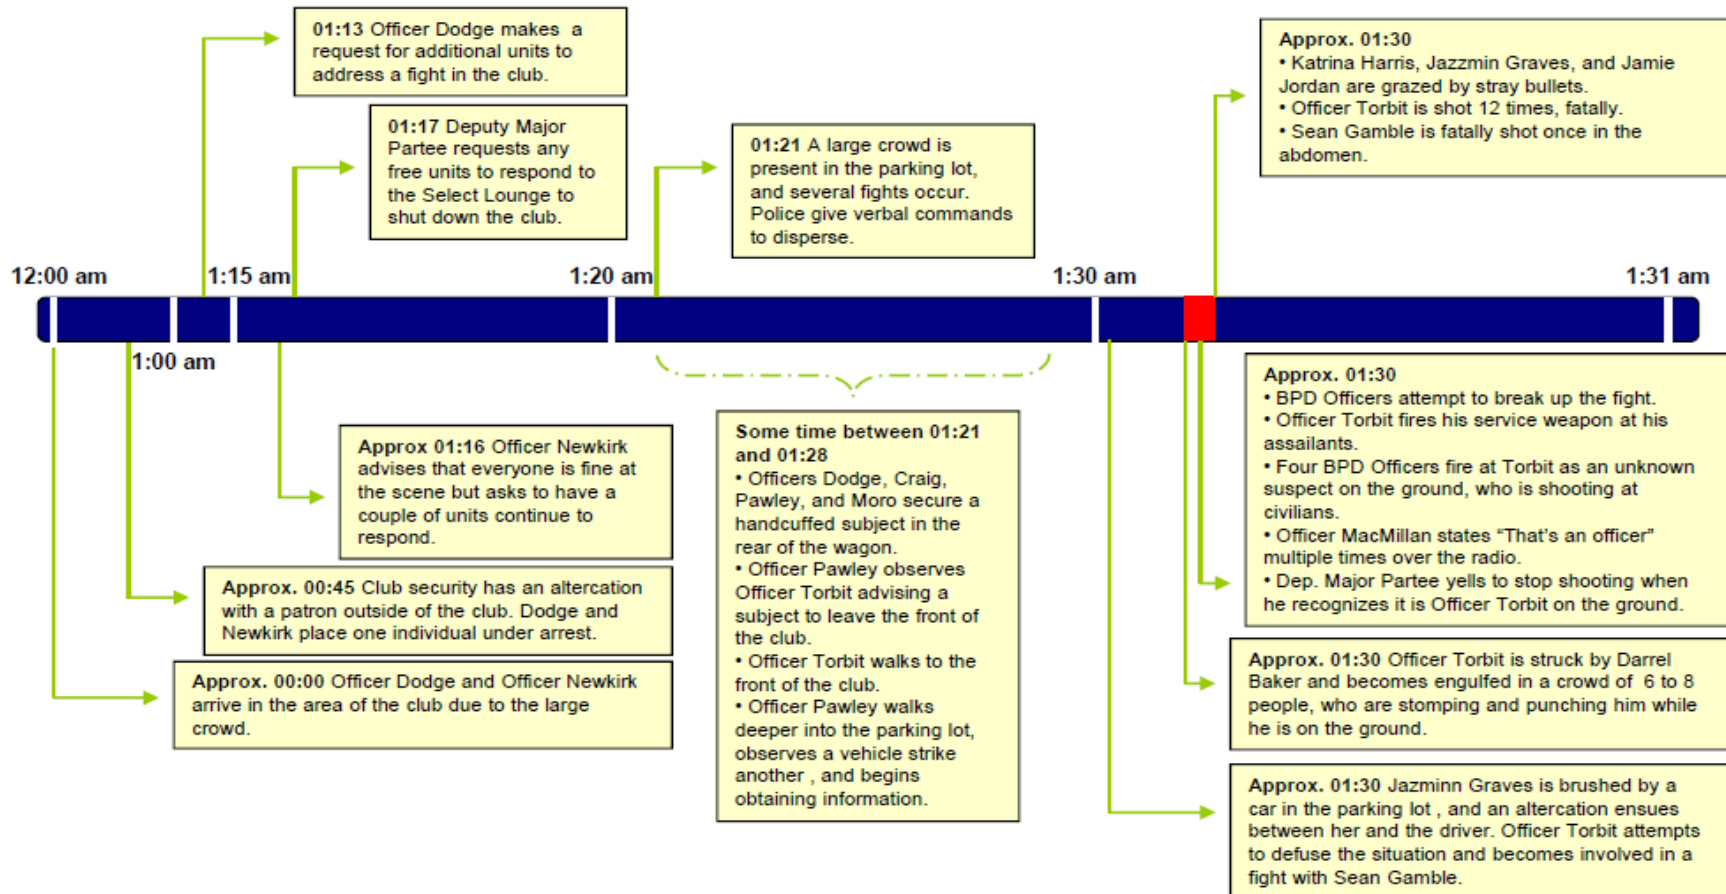 01:13 Officer Dodge makes a
request for additional units to
address a fight in the club.
01:17 Deputy Major
Partee requests any
free units to respond to
the Select Lounge to
shut down the club.
01:21 A large crowd is
present in the parking lot,
and several fights occur.
Police give verbal commands
to disperse.
Approx. 01:30
• Katrina Harris, Jazzmin Graves, and Jamie
Jordan are grazed by stray bullets.
• Officer Torbit is shot 12 times, fatally.
• Sean Gamble is fatally shot once in the
abdomen.
12:00 am
1:15 am
1:20 am
1:30 am
1:31 am
1:00 am
Approx 01:16 Officer Newkirk
advises that everyone is fine at
the scene but asks to have a
couple of units continue to
respond.
Approx. 00:45 Club security has an altercation
with a patron outside of the club. Dodge and
Newkirk place one individual under arrest.
Approx. 00:00 Officer Dodge and Officer Newkirk
arrive in the area of the club due to the large
crowd.
Some time between 01:21
and 01:28
• Officers Dodge, Craig,
Pawley, and Moro secure a
handcuffed subject in the
rear of the wagon.
• Officer Pawley observes
Officer Torbit advising a
subject to leave the front of
the club.
• Officer Torbit walks to the
front of the club.
• Officer Pawley walks
deeper into the parking lot,
observes a vehicle strike
another , and begins
obtaining information.
Approx. 01:30
• BPD Officers attempt to break up the fight.
• Officer Torbit fires his service weapon at his
assailants.
• Four BPD Officers fire at Torbit as an unknown
suspect on the ground, who is shooting at
civilians.
• Officer MacMillan states “That’s an officer”
multiple times over the radio.
• Dep. Major Partee yells to stop shooting when
he recognizes it is Officer Torbit on the ground.
Approx. 01:30 Officer Torbit is struck by Darrel
Baker and becomes engulfed in a crowd of 6 to 8
people, who are stomping and punching him while
he is on the ground.
Approx. 01:30 Jazminn Graves is brushed by a
car in the parking lot , and an altercation ensues
between her and the driver. Officer Torbit attempts
to defuse the situation and becomes involved in a
fight with Sean Gamble.